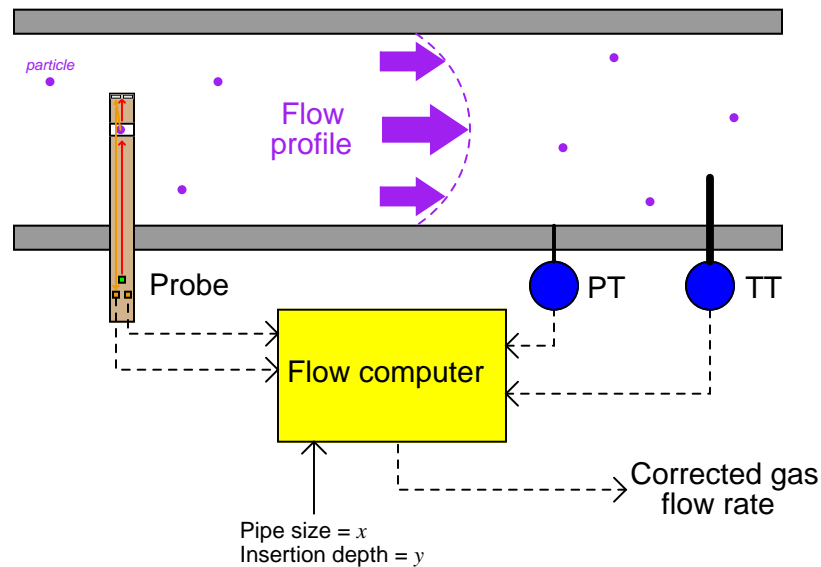 particle
Flow
profile
Probe
PT
TT
Flow computer
Corrected gas
flow rate
Pipe size = x
Insertion depth = y